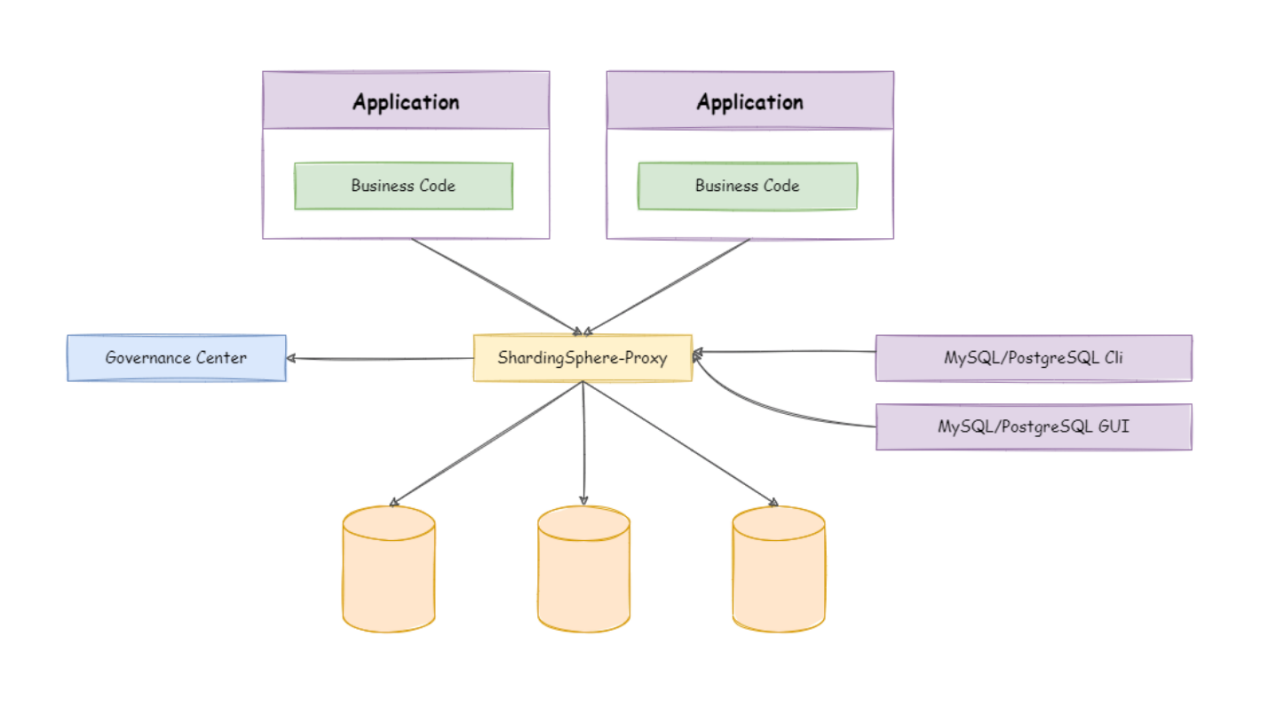 Application
Application
Business Code
Business Code
Governance Center
ShardingSphere-Proxy
MySQL/PostgreSQL Cli
MySQL/PostgreSQL GUI